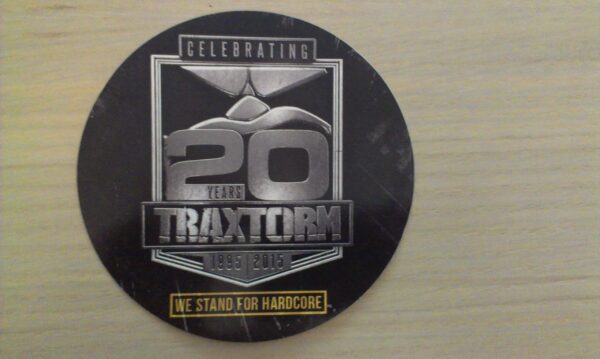 CELEBRATING
20
YEARS
TRAXTORM
1995 | 2015
WE STAND FOR HARDCORE